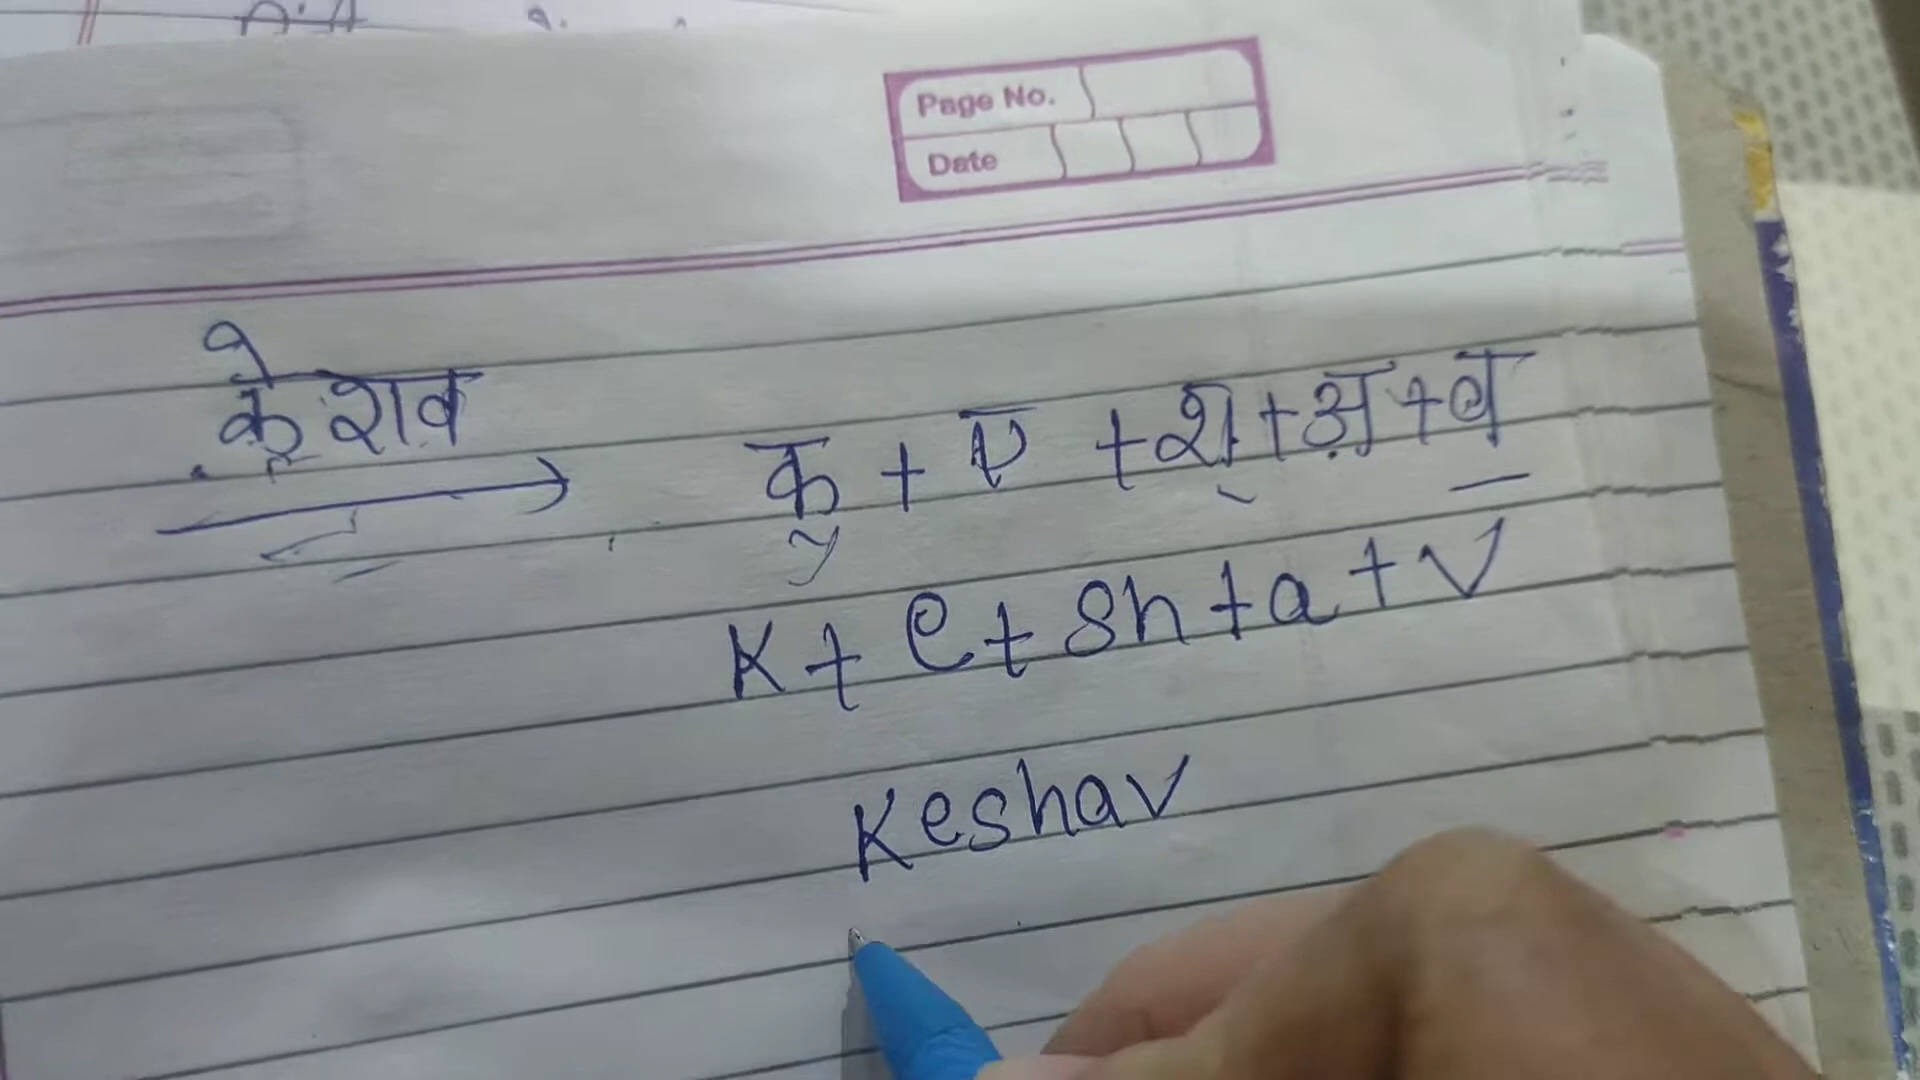 Page No.
Date
केशव
क् + ए + श + अ + व
K + e + sh + a + v
Keshav